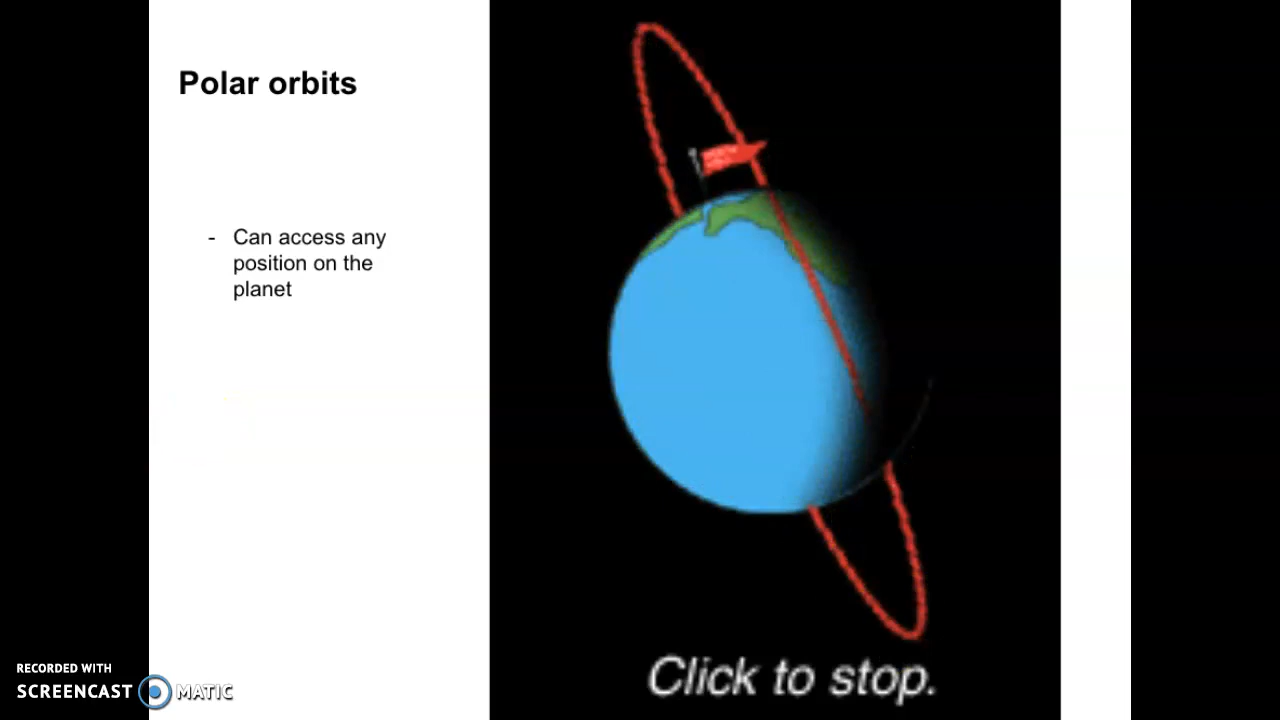 Polar orbits
- Can access any
position on the
planet
Click to stop.
RECORDED WITH
SCREENCAST MATIC